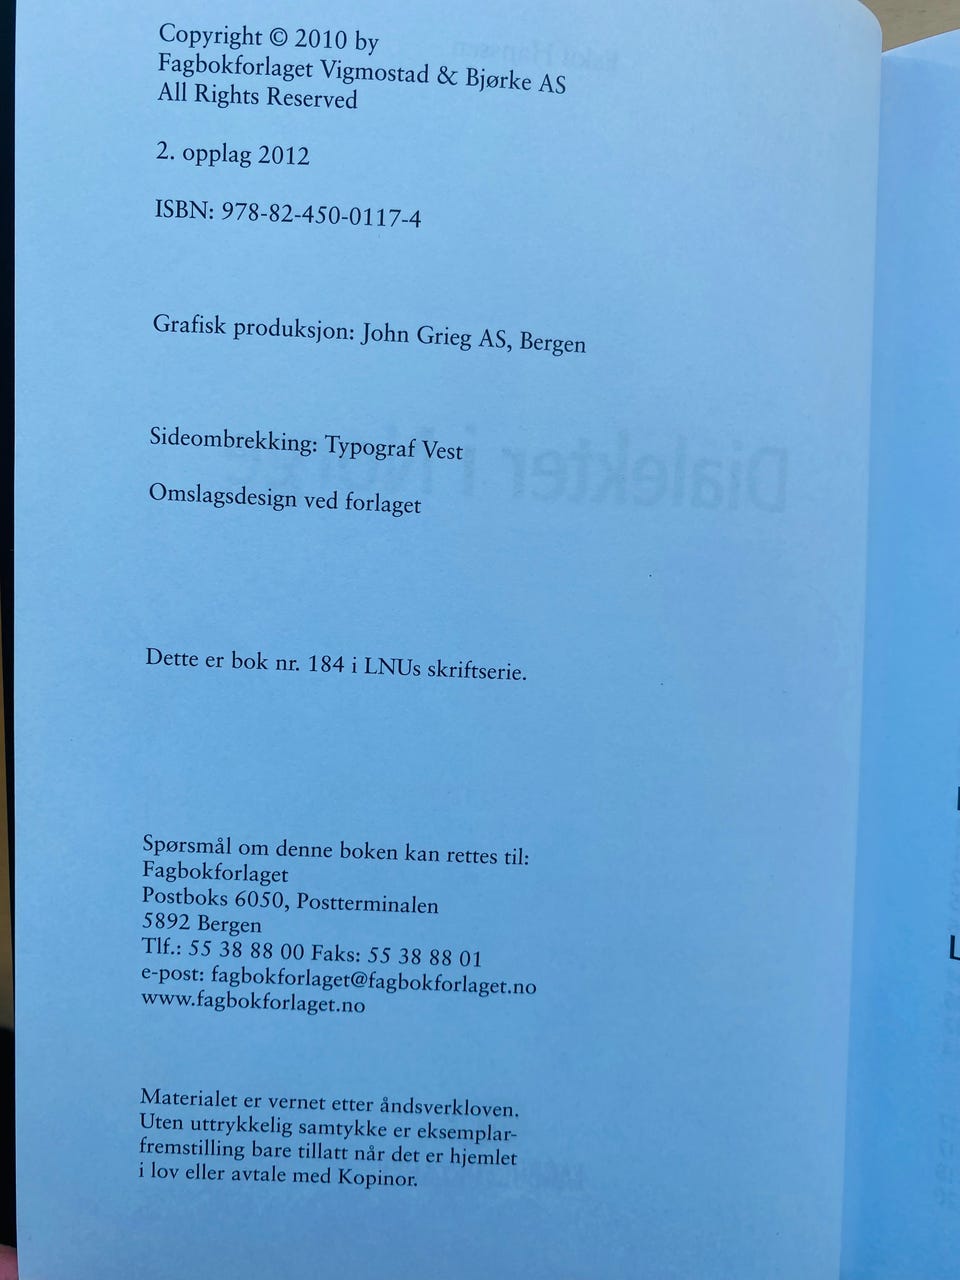 Copyright © 2010 by
Fagbokforlaget Vigmostad & Bjørke AS
All Rights Reserved
2. opplag 2012
ISBN: 978-82-450-0117-4
Grafisk produksjon: John Grieg AS, Bergen
Sideombrekking: Typograf Vest
Omslagsdesign ved forlaget
Dialekter i
Dette er bok nr. 184 i LNUs skriftserie.
Spørsmål om denne boken kan rettes til:
Fagbokforlaget
Postboks 6050, Postterminalen
5892 Bergen
Tlf.: 55 38 88 00 Faks: 55 38 88 01
e-post: fagbokforlaget@fagbokforlaget.no
www.fagbokforlaget.no
Materialet er vernet etter åndsverkloven.
Uten uttrykkelig samtykke er eksemplar-
fremstilling bare tillatt når det er hjemlet
i lov eller avtale med Kopinor.